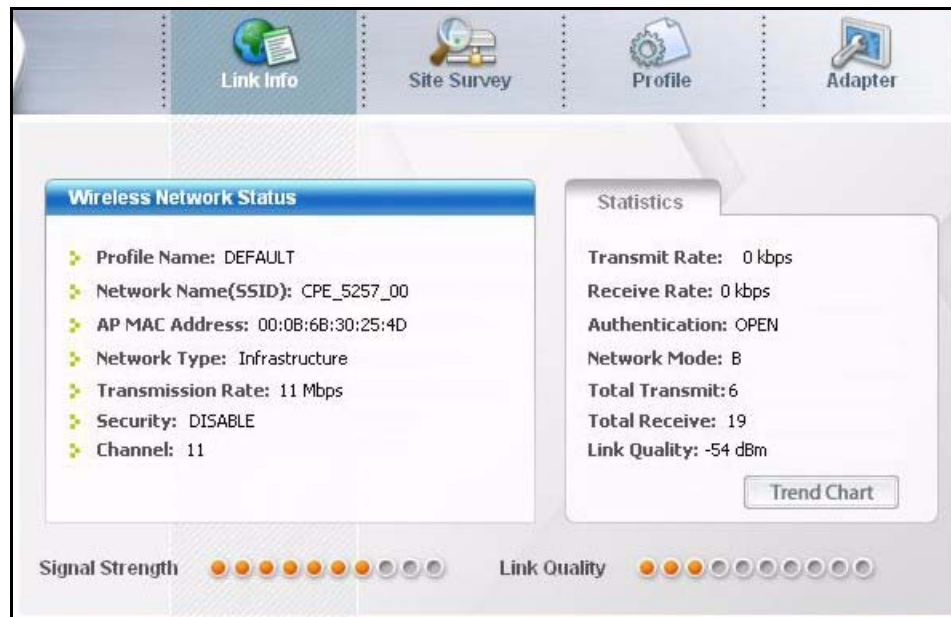 Link Info
Site Survey
Profile
Adapter
Wireless Network Status
Profile Name: DEFAULT
Network Name(SSID): CPE_5257_00
AP MAC Address: 00:0B:6B:30:25:4D
Network Type: Infrastructure
Transmission Rate: 11 Mbps
Security: DISABLE
Channel: 11
Statistics
Transmit Rate: 0 kbps
Receive Rate: 0 kbps
Authentication: OPEN
Network Mode: B
Total Transmit: 6
Total Receive: 19
Link Quality: -54 dBm
Trend Chart
Signal Strength
Link Quality